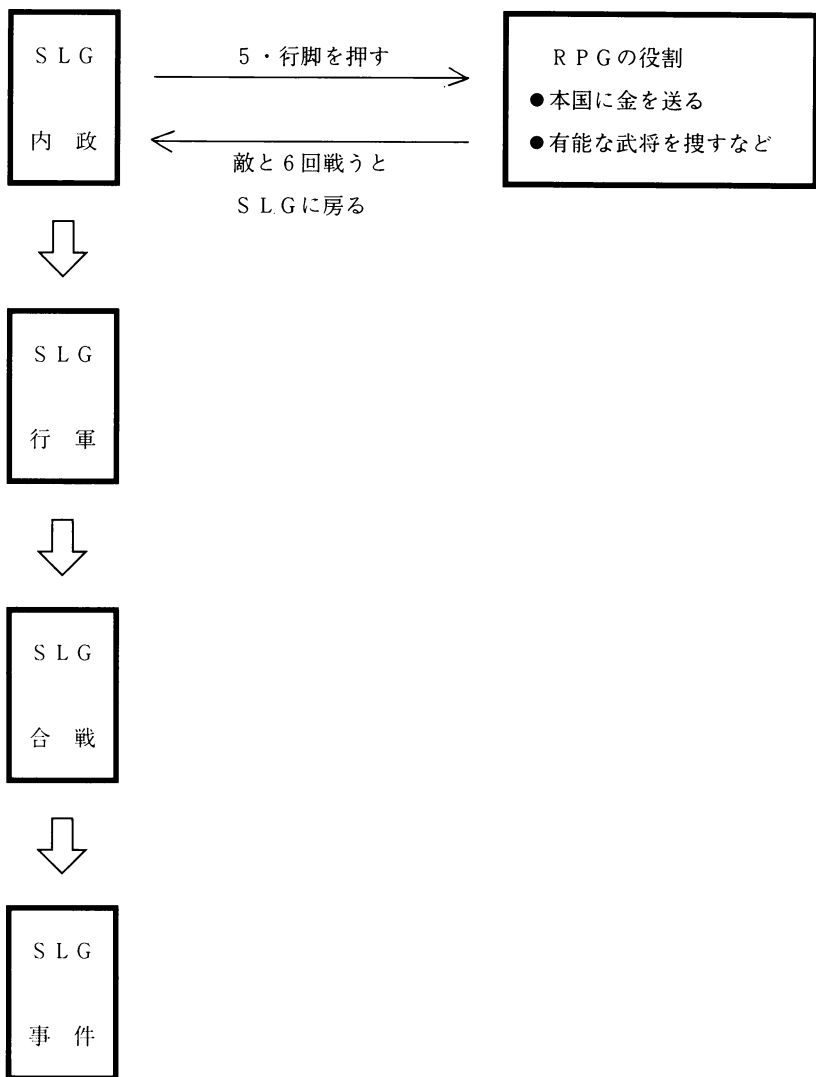 SLG
内政
5・行脚を押す
敵と6回戦うと
SLGに房る
RPGの役割
●本国に金を送る
●有能な武将を捜すなど
SLG
行軍
SLG
合戦
SLG
事件